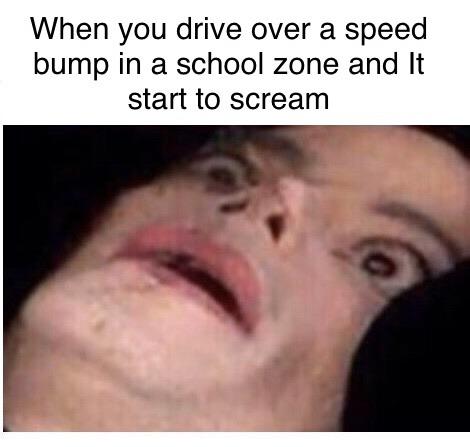 When you drive over a speed
bump in a school zone and It
start to scream